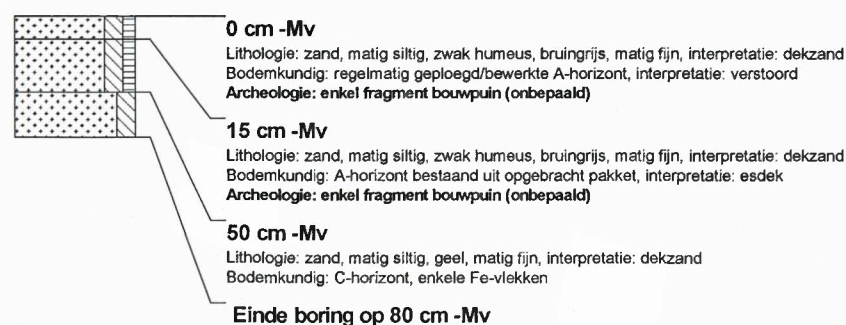 0 cm -Mv
Lithologie: zand, matig siltig, zwak humeus, bruingrijs, matig fijn, interpretatie: dekzand
Bodemkundig: regelmatig geploegd/bewerkte A-horizont, interpretatie: verstoord
Archeologie: enkel fragment bouwpuin (onbepaald)
15 cm -Mv
Lithologie: zand, matig siltig, zwak humeus, bruingrijs, matig fijn, interpretatie: dekzand
Bodemkundig: A-horizont bestaand uit opgebracht pakket, interpretatie: esdek
Archeologie: enkel fragment bouwpuin (onbepaald)
50 cm -Mv
Lithologie: zand, matig siltig, geel, matig fijn, interpretatie: dekzand
Bodemkundig: C-horizont, enkele Fe-vlekken
Einde boring op 80 cm -Mv